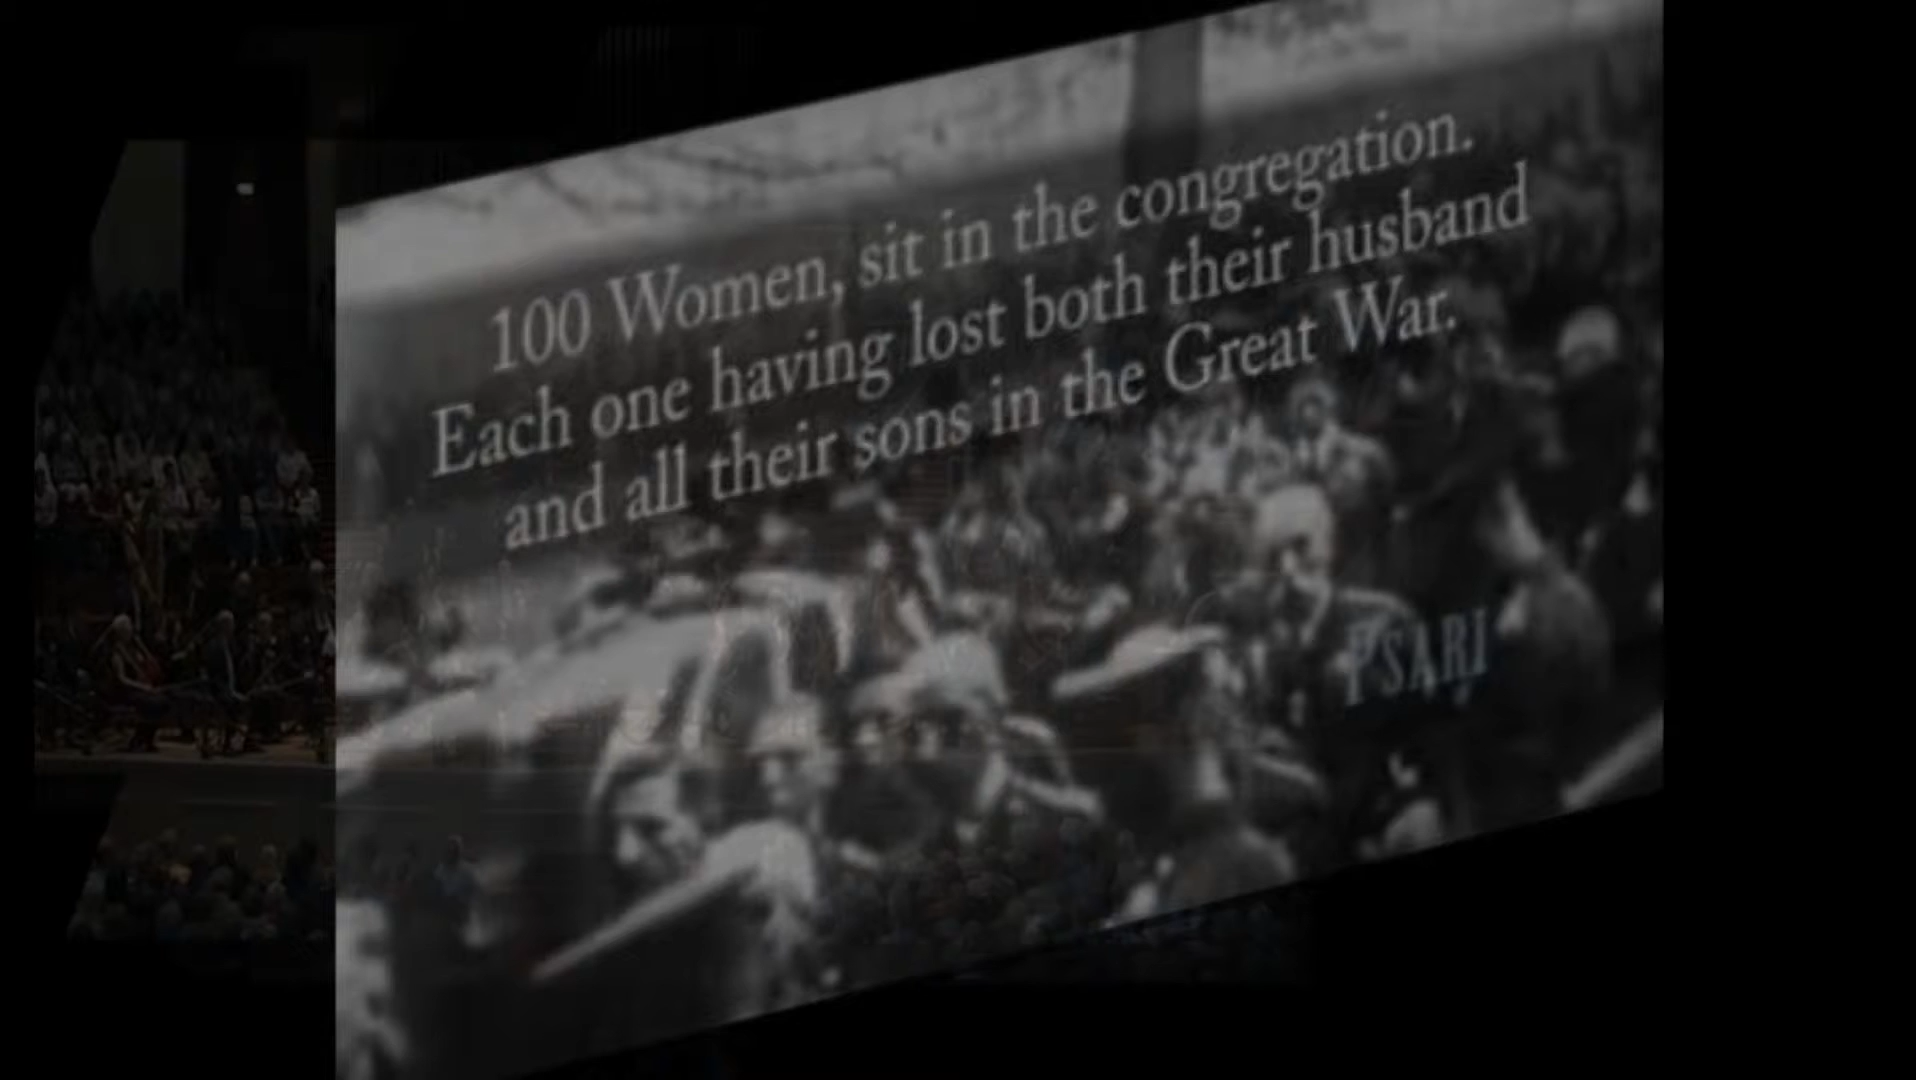 100 Women, sit in the congregation.
Each one having lost both their husband
and all their sons in the Great War.
PSARI